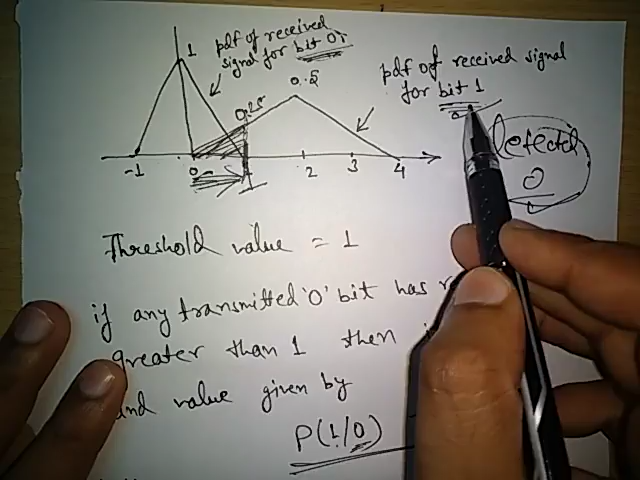 1
pdf of received
signal for bit 0
pdf of received signal
for bit 1
0.5
0.25
-1 0 1 2 3 4
detected
0
Threshold value = 1
if any transmitted '0' bit has
greater than 1 then
and value given by
P(1/0)